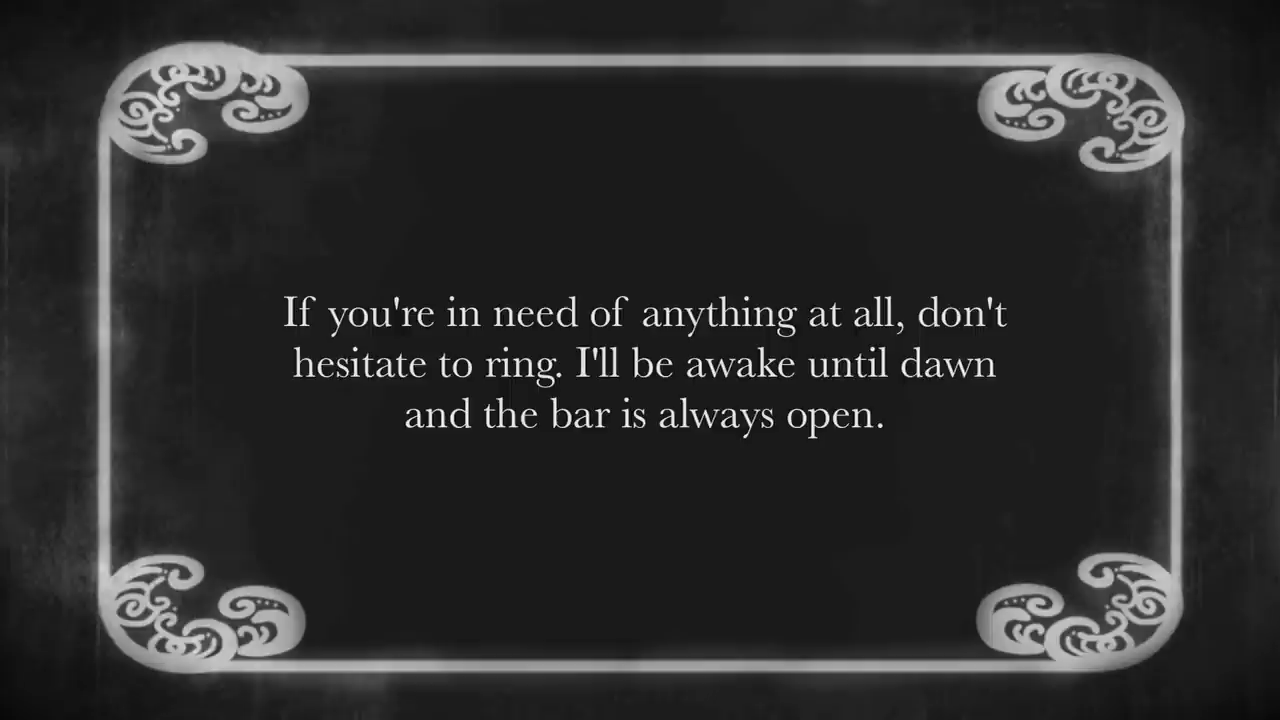 If you're in need of anything at all, don't
hesitate to ring. I'll be awake until dawn
and the bar is always open.